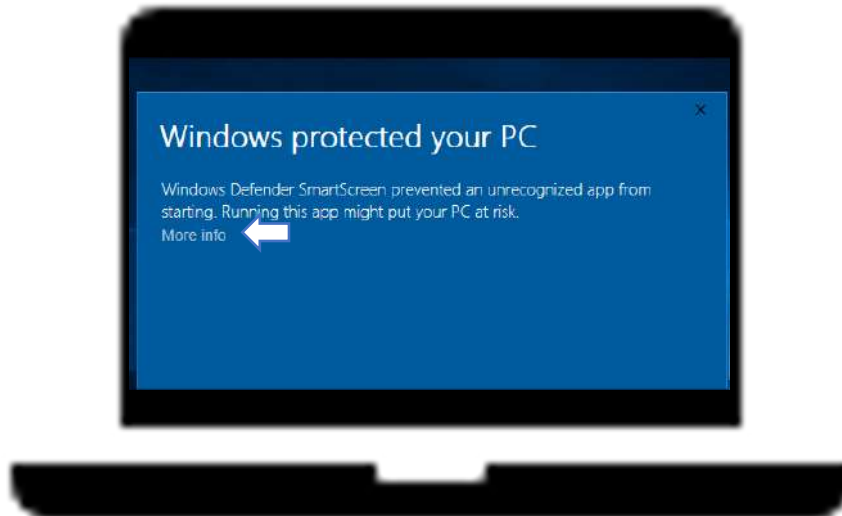 Windows protected your PC
Windows Defender SmartScreen prevented an unrecognized app from
starting. Running this app might put your PC at risk.
More info